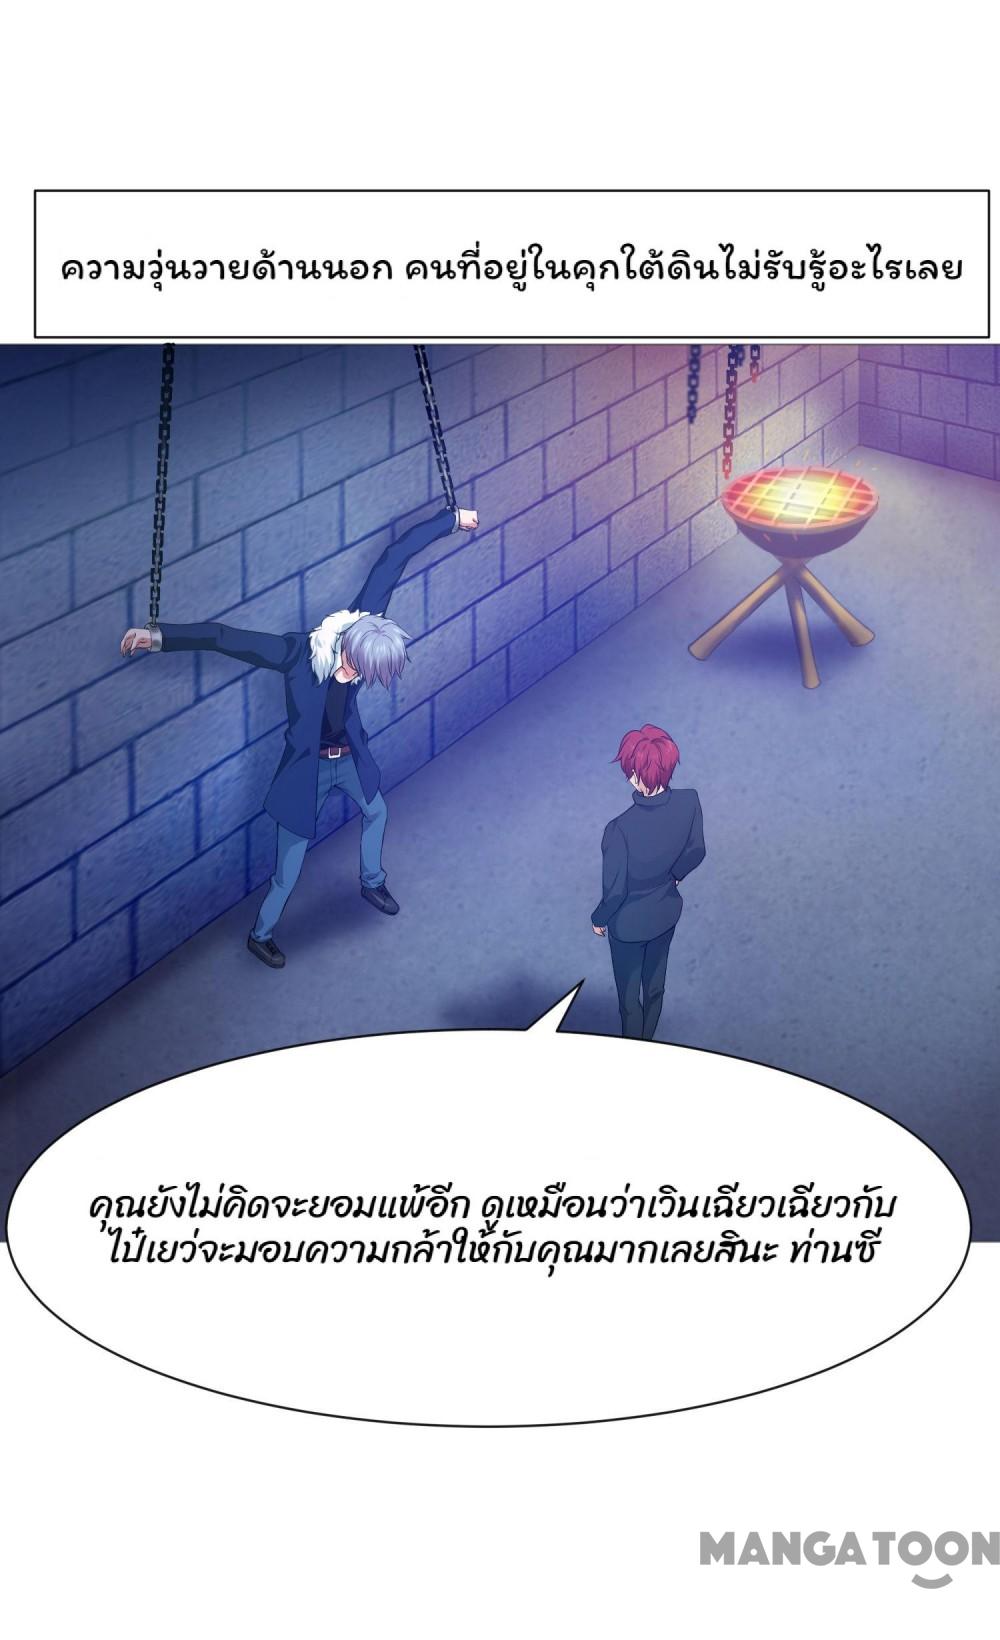 ความวุ่นวายด้านนอก คนที่อยู่ในคุกใต้ดินไม่รับรู้อะไรเลย
คุณยังไม่คิดจะยอมแพ้อีก ดูเหมือนว่าเวินเฉียวเฉียวกับ
ไป๋เยว่จะมอบความกล้าให้กับคุณมากเลยสินะ ท่านซี
MANGATOON